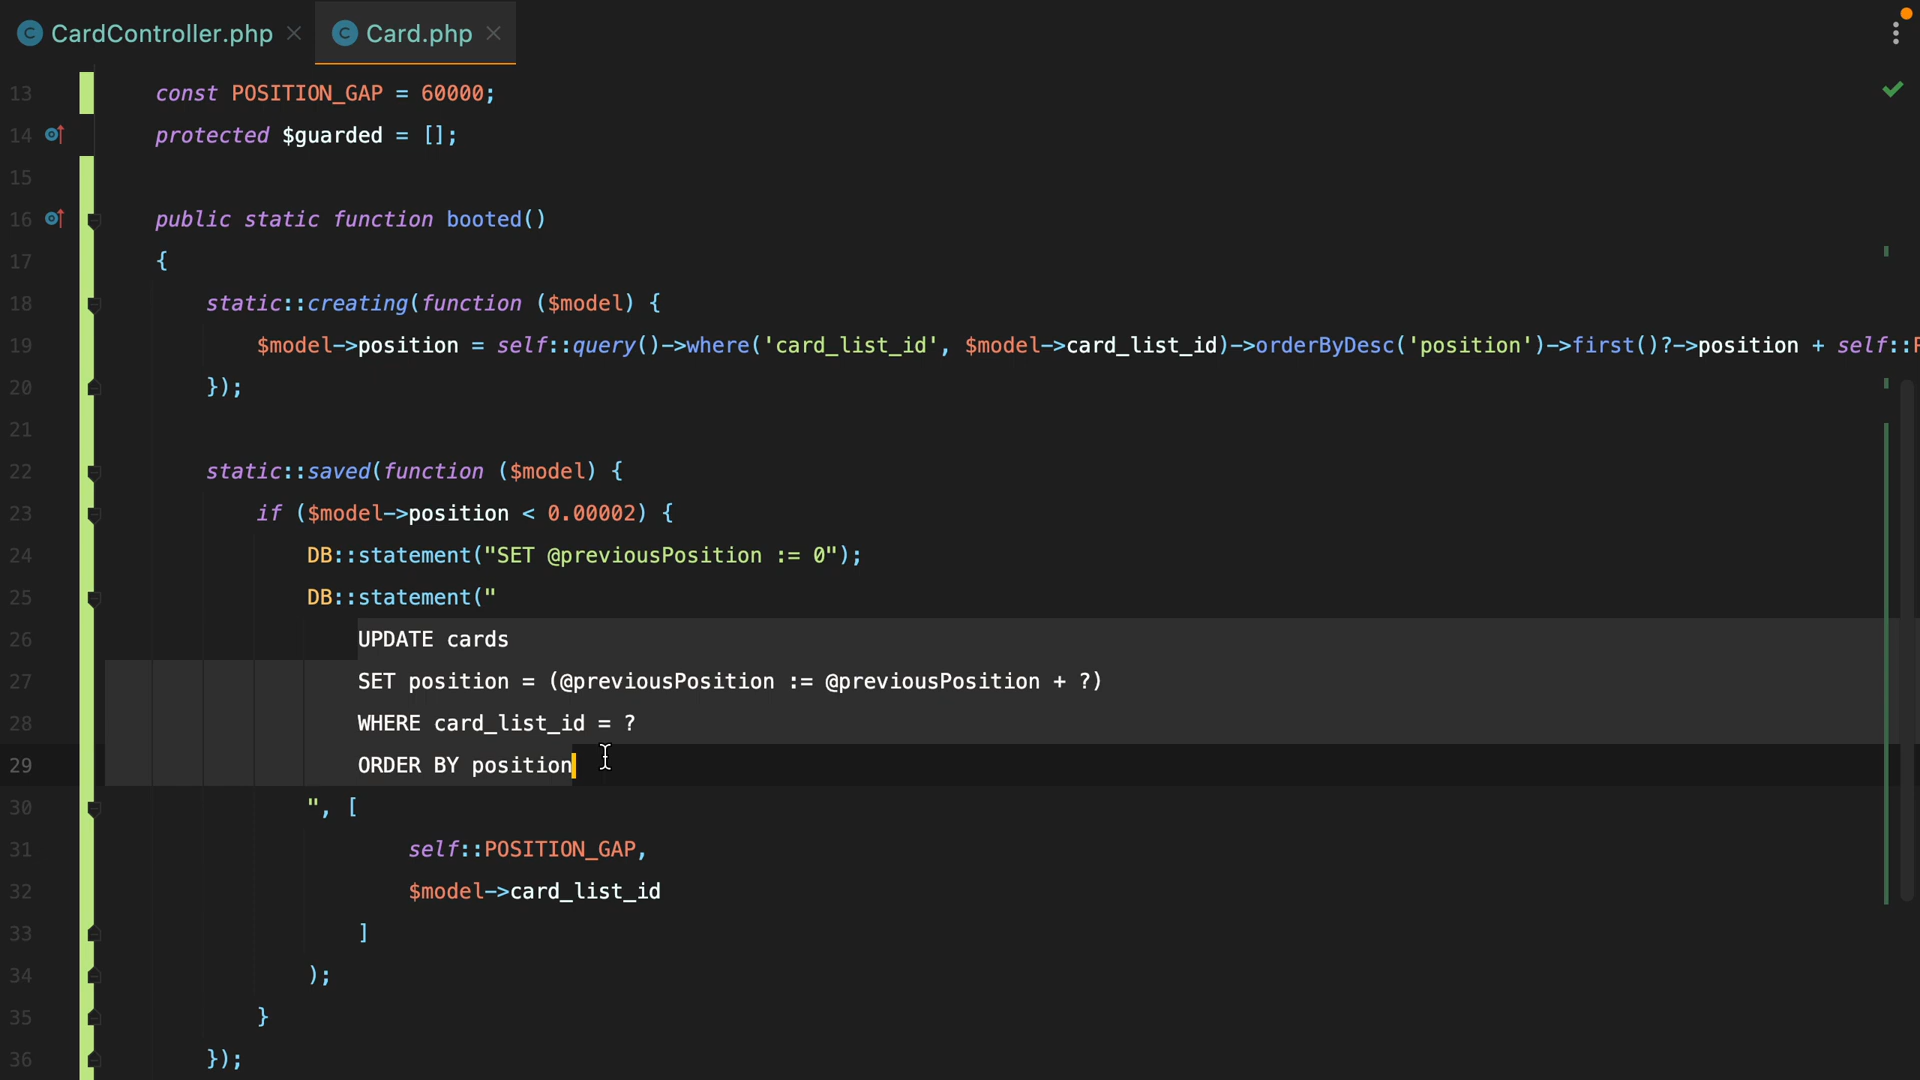 CardController.php
Card.php
13 const POSITION_GAP = 60000;
14 protected $guarded = [];
15
16 public static function booted()
17 {
18 static::creating(function ($model) {
19 $model->position = self::query()->where('card_list_id', $model->card_list_id)->orderByDesc('position')->first()?->position + self::
20 });
21
22 static::saved(function ($model) {
23 if ($model->position < 0.00002) {
24 DB::statement("SET @previousPosition := 0");
25 DB::statement("
26 UPDATE cards
27 SET position = (@previousPosition := @previousPosition + ?)
28 WHERE card_list_id = ?
29 ORDER BY position
30 ", [
31 self::POSITION_GAP,
32 $model->card_list_id
33 ]
34 );
35 }
36 });